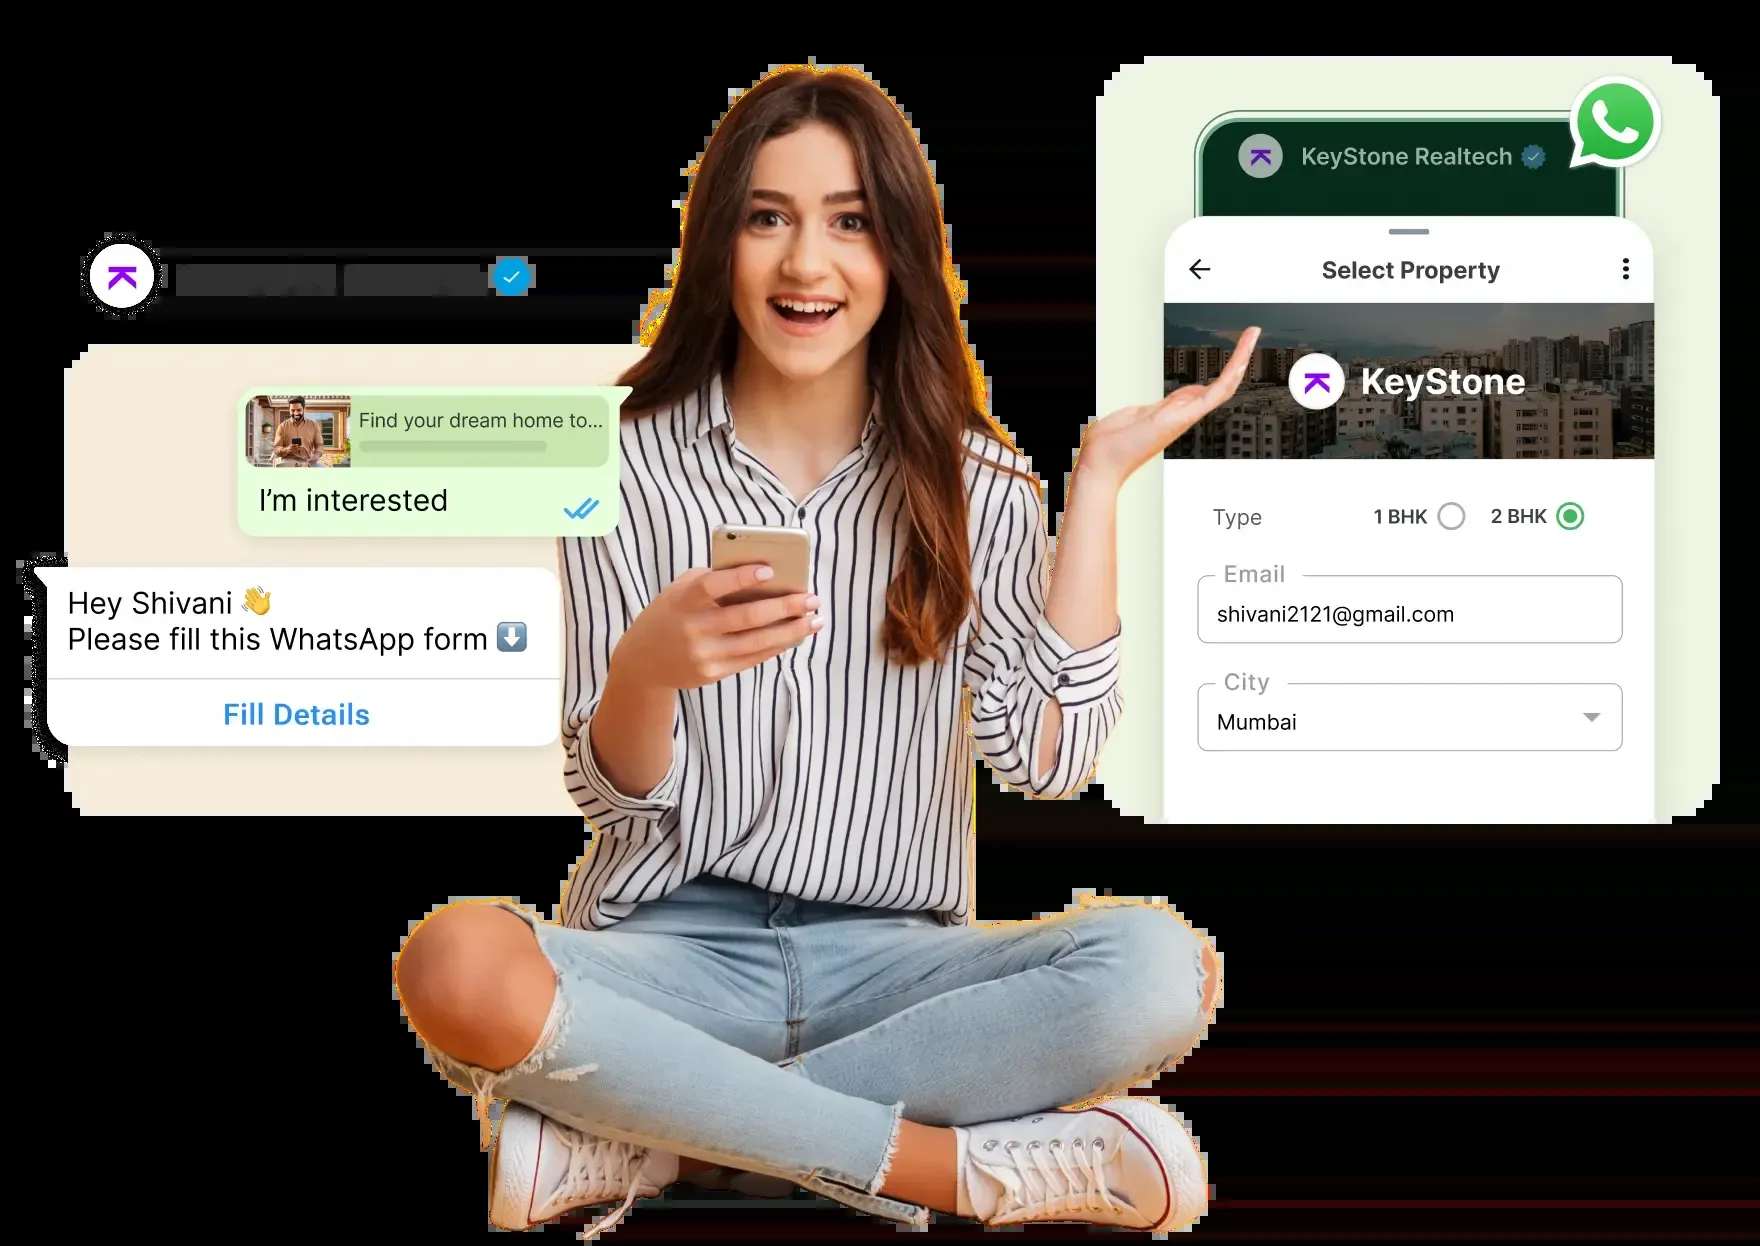 Find your dream home to...
I'm interested
Hey Shivani 👋
Please fill this WhatsApp form ⬇️
Fill Details
KeyStone Realtech
Select Property
KeyStone
Type 1 BHK 2 BHK
Email
shivani2121@gmail.com
City
Mumbai